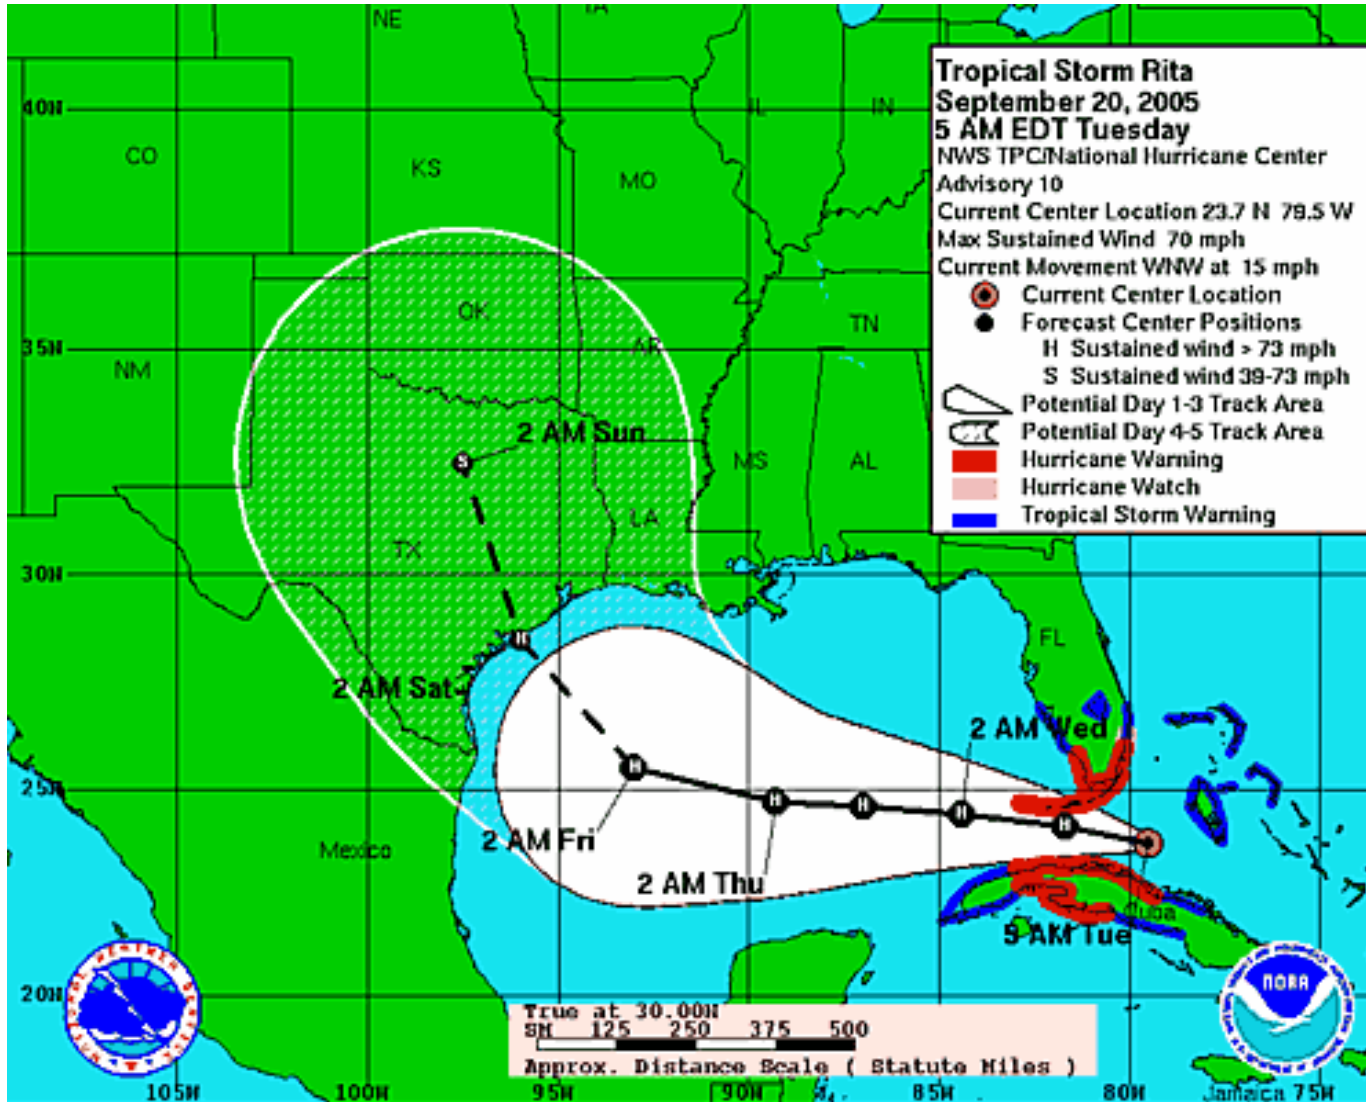 NE
IA
Tropical Storm Rita
September 20, 2005
5 AM EDT Tuesday
NWS TPC/National Hurricane Center
Advisory 10
Current Center Location 23.7 N 79.5 W
Max Sustained Wind 70 mph
Current Movement WNW at 15 mph
Current Center Location
Forecast Center Positions
H Sustained wind > 73 mph
S Sustained wind 39-73 mph
Potential Day 1-3 Track Area
Potential Day 4-5 Track Area
Hurricane Warning
Hurricane Watch
Tropical Storm Warning
40N
IL
IN
CO
KS
MO
OK
TN
35N
AR
NM
2 AM Sun
S
MS
AL
LA
TX
30N
FL
H
2 AM Sat
2 AM Wed
H
25N
H
H
H
H
2 AM Fri
Mexico
2 AM Thu
Cuba
5 AM Tue
NATIONAL WEATHER SERVICE
NOAA
20N
True at 30.00N
SM 125 250 375 500
Approx. Distance Scale ( Statute Miles )
105W 100W 95W 90W 85W 80W Jamaica 75W